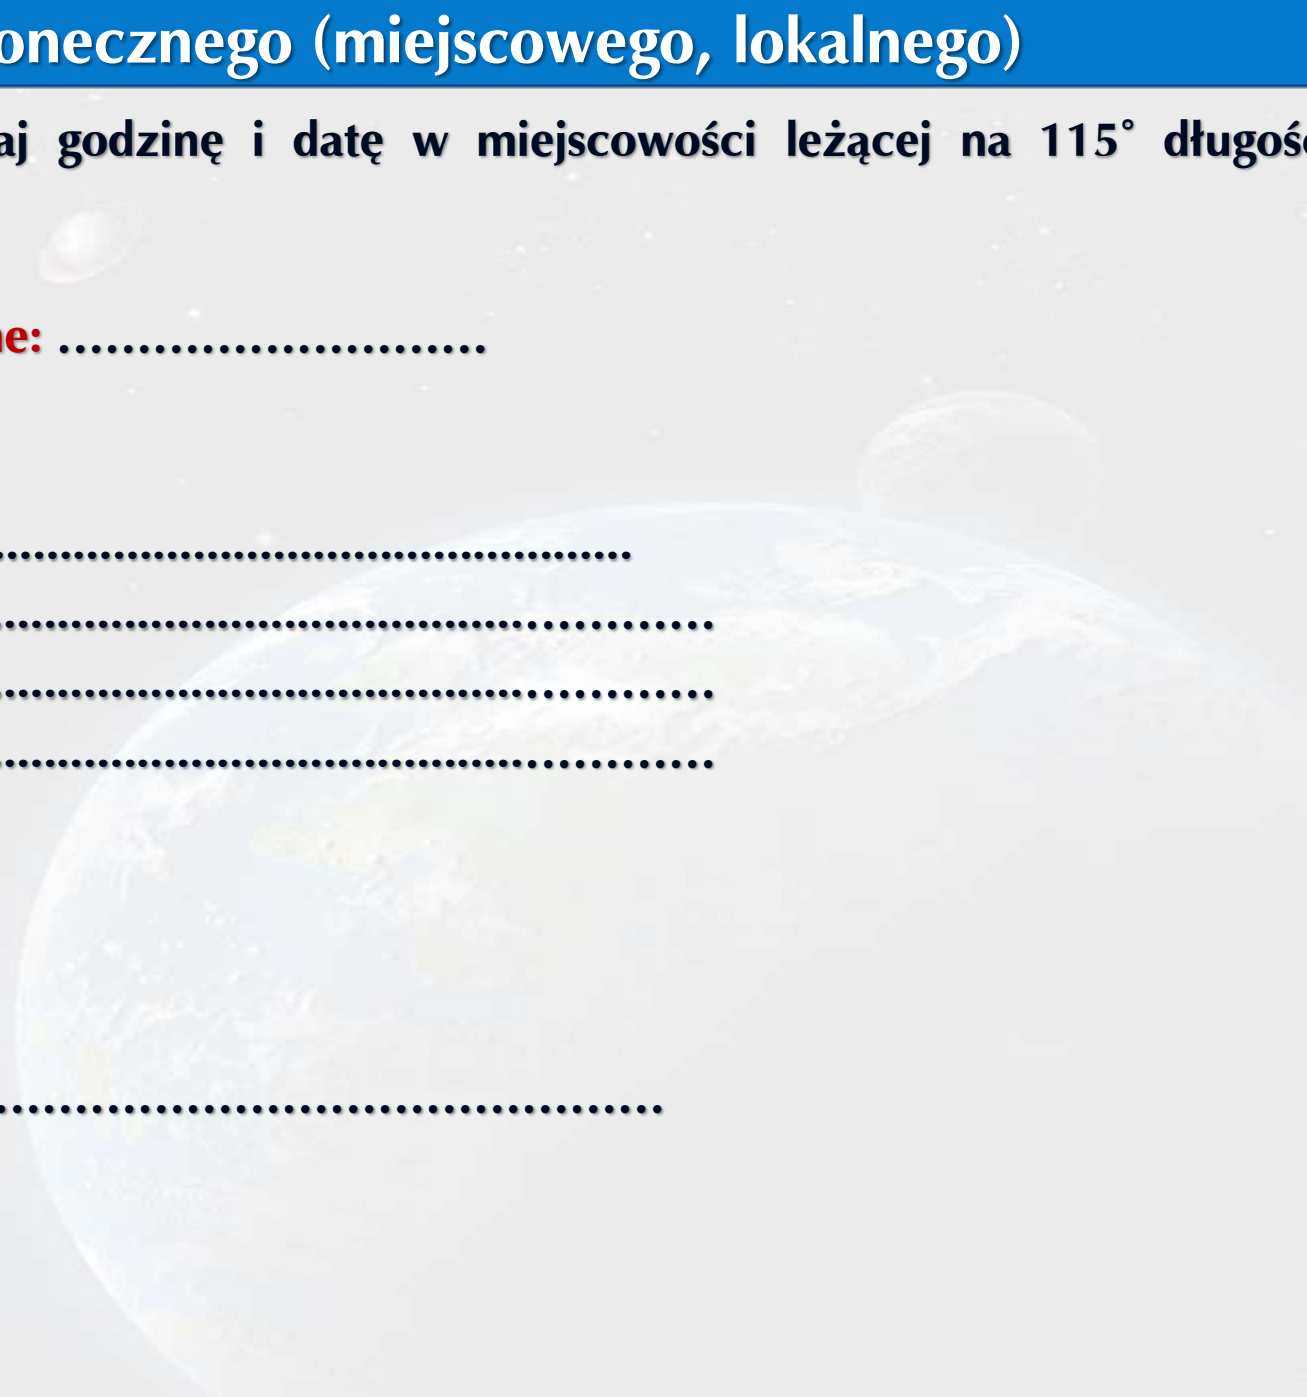 onecznego (miejscowego, lokalnego)
aj godzinę i datę w miejscowości leżącej na 115° długoś
e: ...........................
................................................
......................................................
......................................................
......................................................
..........................................